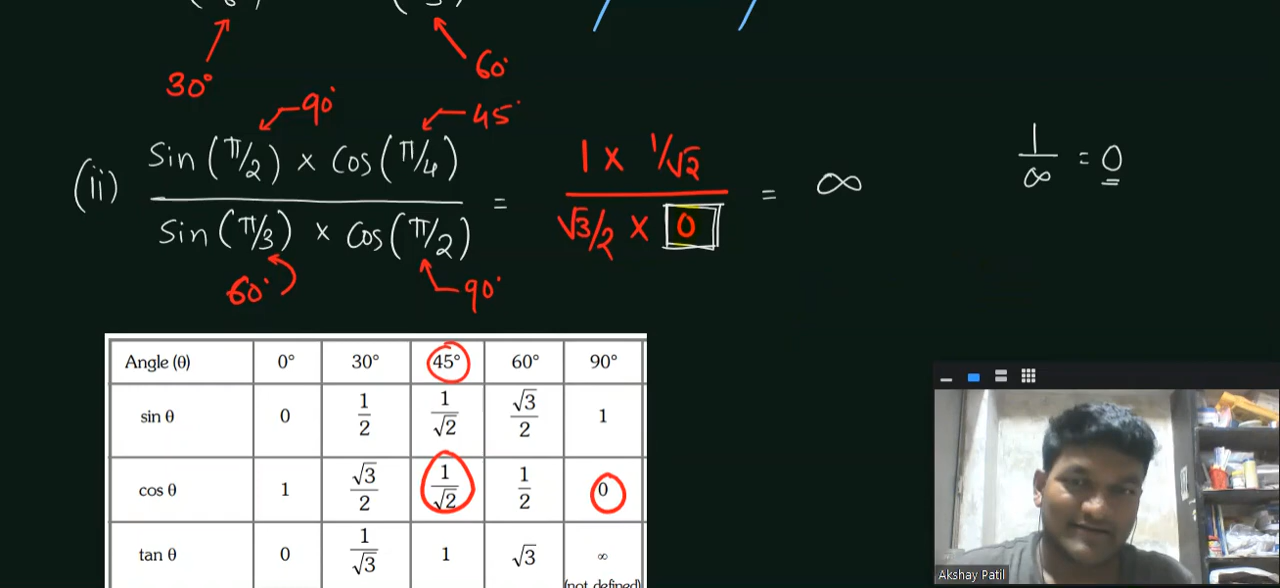 30° 60°
90° 45°
(ii) Sin (π/2) × Cos (π/4) / Sin (π/3) × Cos (π/2) = 1 × 1/√2 / √3/2 × 0 = ∞
1/∞ = 0
60° 90°
Angle (θ) 0° 30° 45° 60° 90°
sin θ 0 1/2 1/√2 √3/2 1
cos θ 1 √3/2 1/√2 1/2 0
tan θ 0 1/√3 1 √3 ∞
(not defined)
Akshay Patil